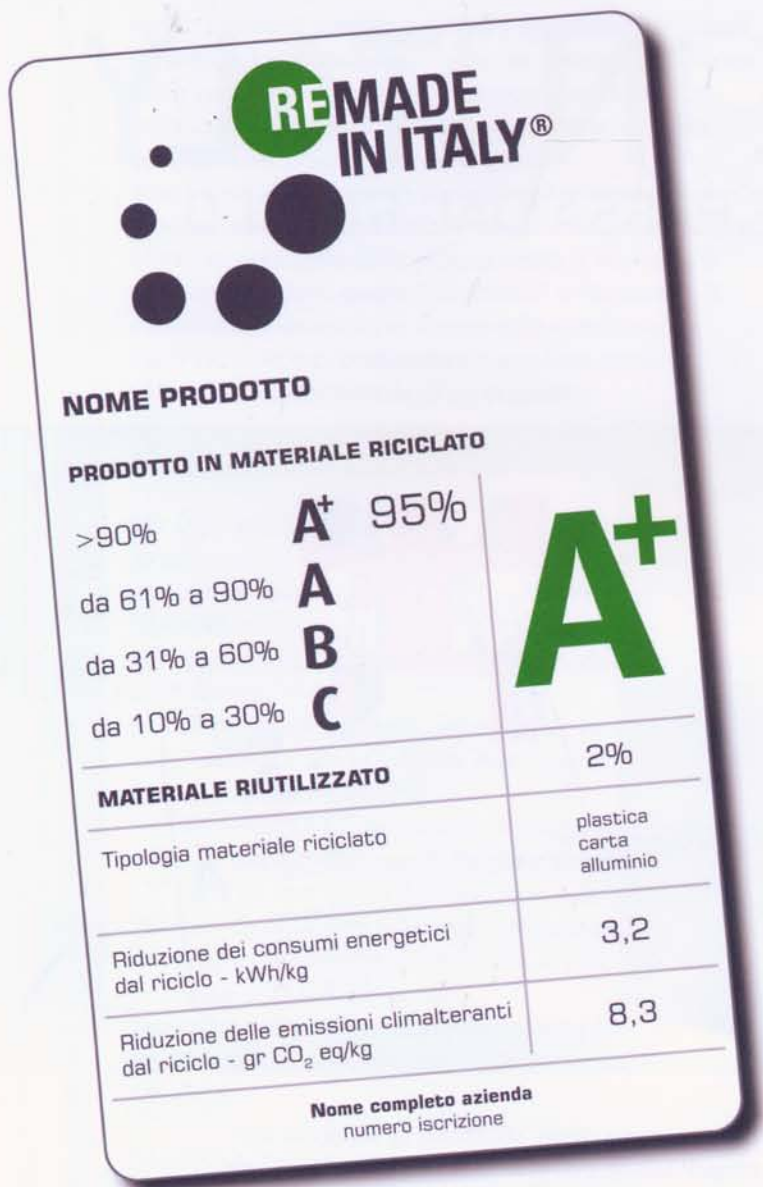 REMADE
IN ITALY®
NOME PRODOTTO
PRODOTTO IN MATERIALE RICICLATO
>90% A+ 95%
da 61% a 90% A
da 31% a 60% B
da 10% a 30% C
A+
MATERIALE RIUTILIZZATO 2%
Tipologia materiale riciclato
plastica
carta
alluminio
Riduzione dei consumi energetici
dal riciclo - kWh/kg
3,2
Riduzione delle emissioni climalteranti
dal riciclo - gr CO₂ eq/kg
8,3
Nome completo azienda
numero iscrizione